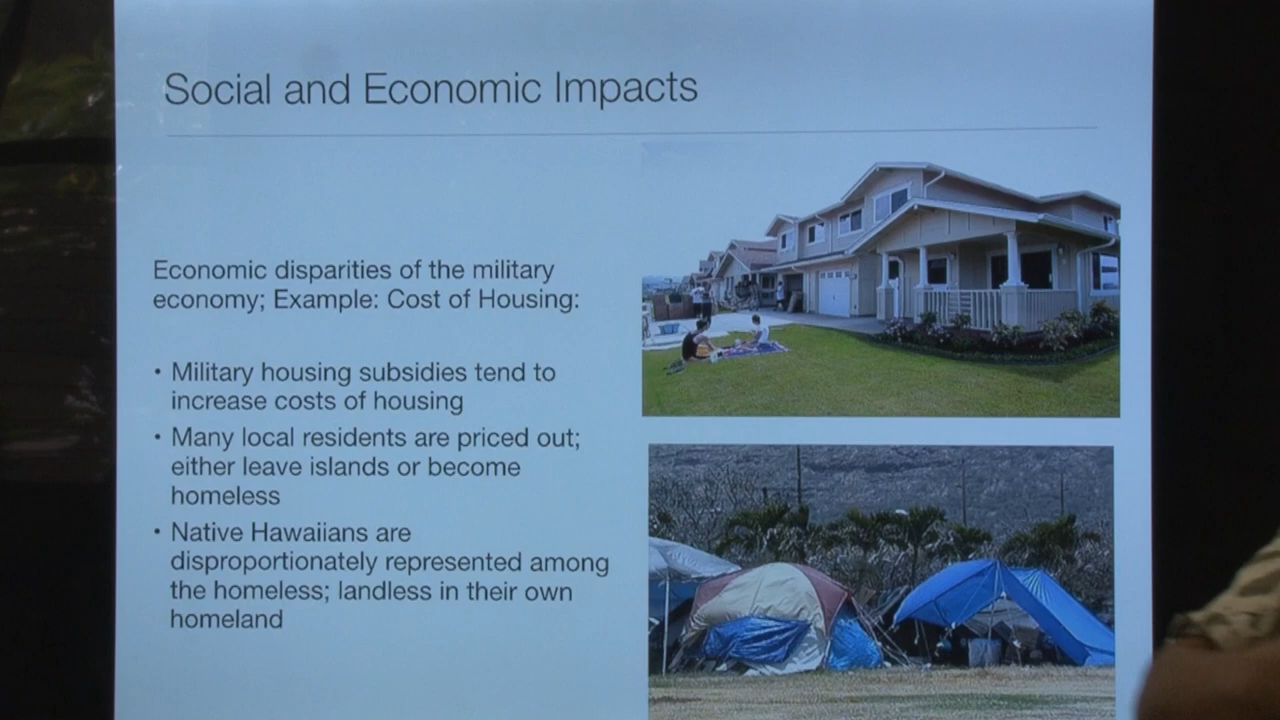 Social and Economic Impacts
Economic disparities of the military
economy; Example: Cost of Housing:
• Military housing subsidies tend to
increase costs of housing
• Many local residents are priced out;
either leave islands or become
homeless
• Native Hawaiians are
disproportionately represented among
the homeless; landless in their own
homeland